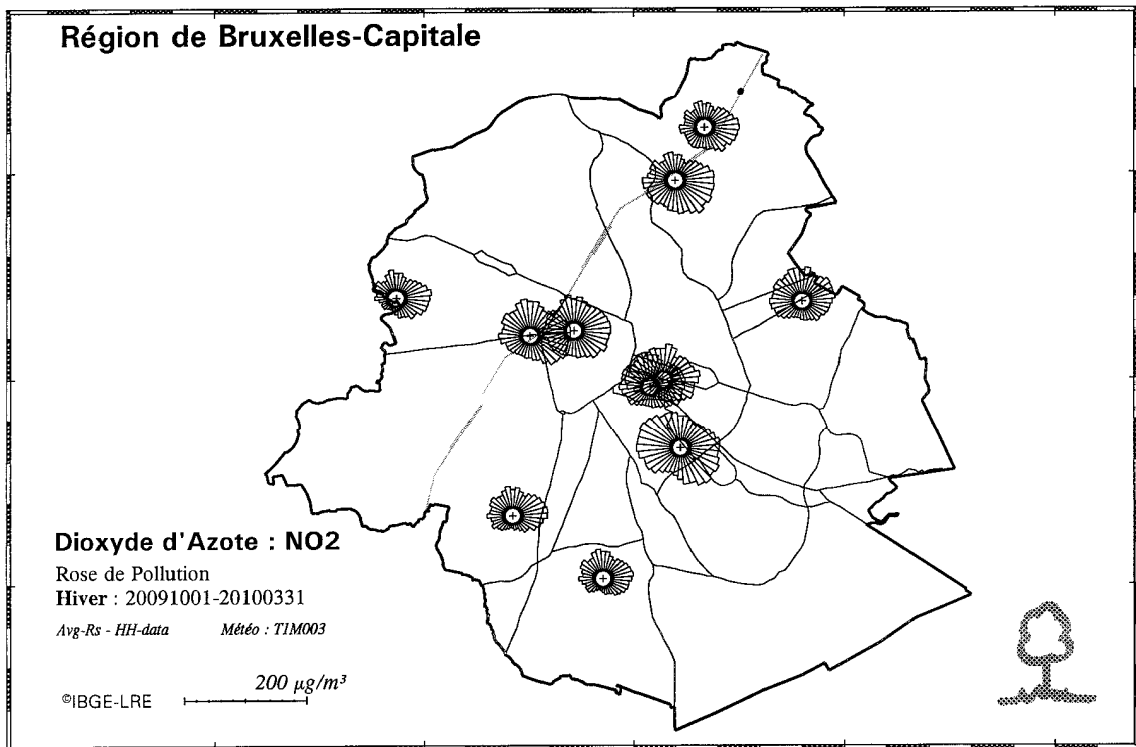 Région de Bruxelles-Capitale
Dioxyde d'Azote : NO2
Rose de Pollution
Hiver : 20091001-20100331
Avg-Rs - HH-data Météo : T1M003
200 µg/m³
©IBGE-LRE